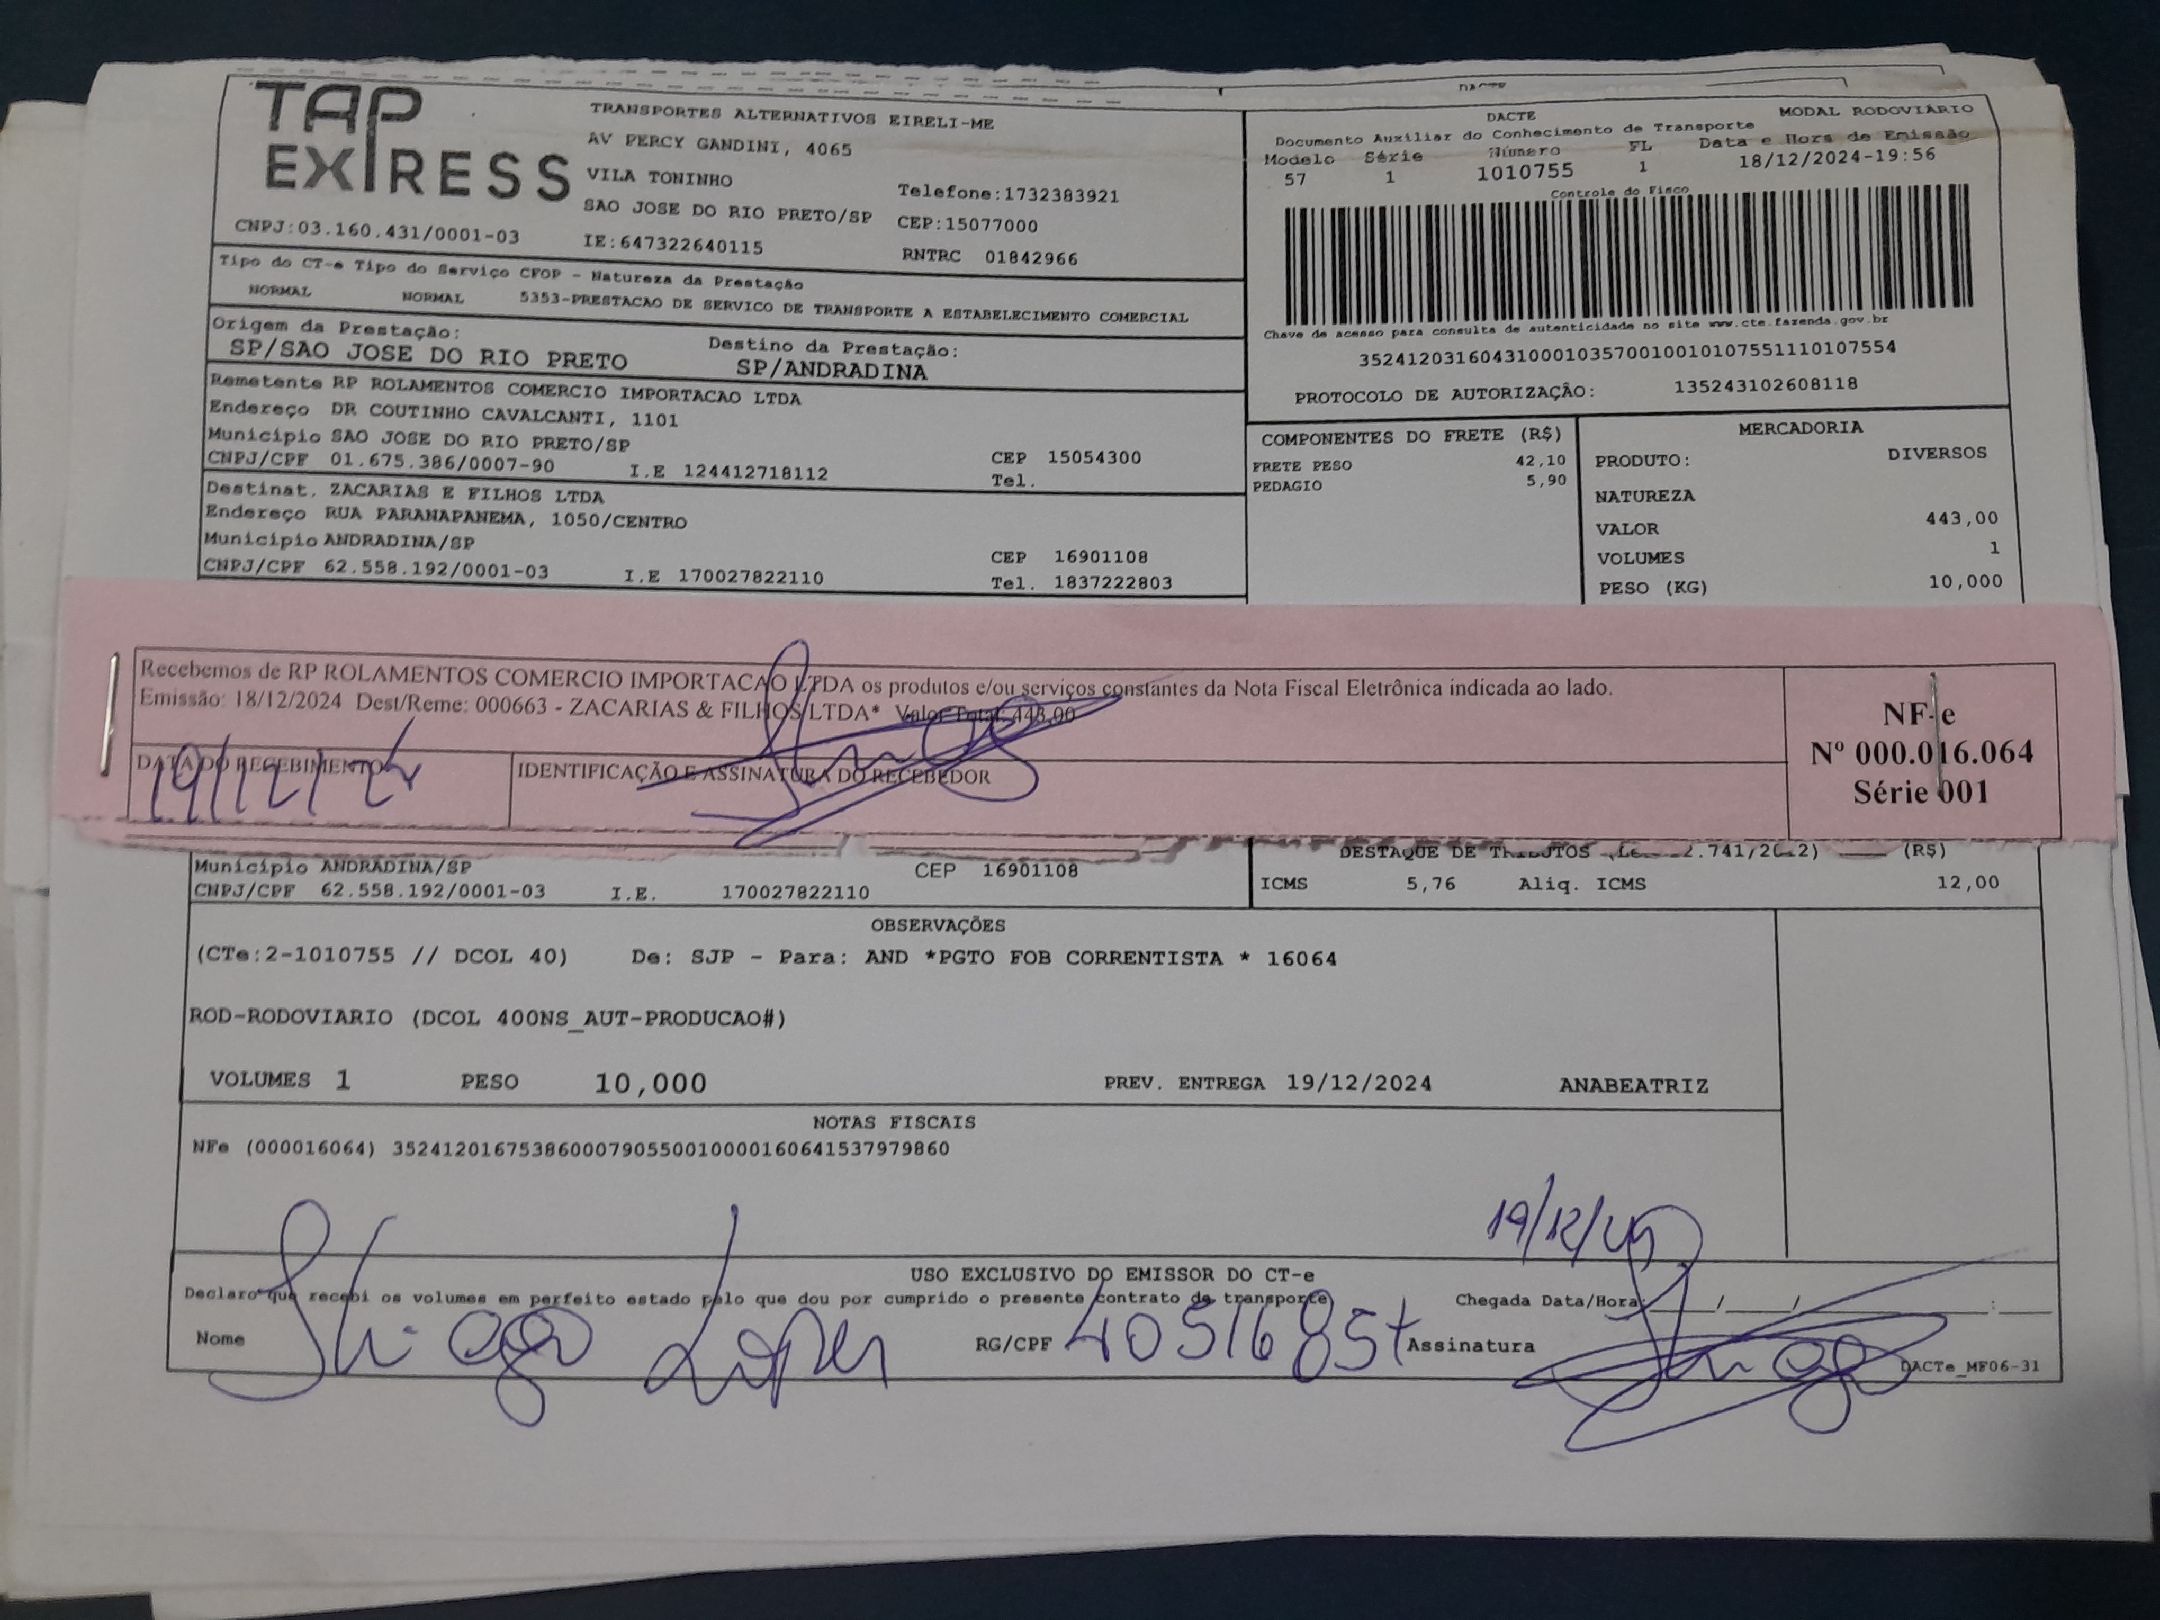 TAP
EXPRESS
TRANSPORTES ALTERNATIVOS EIRELI-ME
AV PERCY GANDINI, 4065
VILA TONINHO
Telefone:1732383921
SAO JOSE DO RIO PRETO/SP CEP:15077000
CNPJ:03.160.431/0001-03 IE:647322640115 RNTRC 01842966
DACTE MODAL RODOVIÁRIO
Documento Auxiliar do Conhecimento de Transporte
Modelo Série Número FL Data e Hora de Emissão
57 1 1010755 1 18/12/2024-19:56
Controle do Fisco
Chave de acesso para consulta de autenticidade no site www.cte.fazenda.gov.br
35241203160431000103570010010107551110107554
PROTOCOLO DE AUTORIZAÇÃO: 135243102608118
Tipo do CT-e Tipo do Serviço CFOP - Natureza da Prestação
NORMAL NORMAL 5353-PRESTACAO DE SERVICO DE TRANSPORTE A ESTABELECIMENTO COMERCIAL
Origem da Prestação: Destino da Prestação:
SP/SAO JOSE DO RIO PRETO SP/ANDRADINA
Remetente RP ROLAMENTOS COMERCIO IMPORTACAO LTDA
Endereço DR COUTINHO CAVALCANTI, 1101
Município SAO JOSE DO RIO PRETO/SP CEP 15054300
CNPJ/CPF 01.675.386/0007-90 I.E 124412718112 Tel.
Destinat. ZACARIAS E FILHOS LTDA
Endereço RUA PARANAPANEMA, 1050/CENTRO
Município ANDRADINA/SP CEP 16901108
CNPJ/CPF 62.558.192/0001-03 I.E 170027822110 Tel. 1837222803
COMPONENTES DO FRETE (R$)
FRETE PESO 42,10
PEDAGIO 5,90
MERCADORIA
PRODUTO: DIVERSOS
NATUREZA
VALOR 443,00
VOLUMES 1
PESO (KG) 10,000
Recebemos de RP ROLAMENTOS COMERCIO IMPORTACAO LTDA os produtos e/ou serviços constantes da Nota Fiscal Eletrônica indicada ao lado.
Emissão: 18/12/2024 Dest/Reme: 000663 - ZACARIAS & FILHOS LTDA* Valor Total: 443,00
DATA DO RECEBIMENTO IDENTIFICAÇÃO E ASSINATURA DO RECEBEDOR
19/12/24
NF-e
Nº 000.016.064
Série 001
Município ANDRADINA/SP CEP 16901108
CNPJ/CPF 62.558.192/0001-03 I.E. 170027822110
DESTAQUE DE TRIBUTOS (R$)
ICMS 5,76 Aliq. ICMS 12,00
OBSERVAÇÕES
(CTe:2-1010755 // DCOL 40) De: SJP - Para: AND *PGTO FOB CORRENTISTA * 16064
ROD-RODOVIARIO (DCOL 400NS_AUT-PRODUCAO#)
VOLUMES 1 PESO 10,000 PREV. ENTREGA 19/12/2024 ANABEATRIZ
NOTAS FISCAIS
NFe (000016064) 35241201675386000790550010000160641537979860
19/12/24
USO EXCLUSIVO DO EMISSOR DO CT-e
Declaro que recebi os volumes em perfeito estado pelo que dou por cumprido o presente contrato de transporte Chegada Data/Hora: / / :
Nome Thiago Lopes RG/CPF Assinatura
DACTe_MF06-31